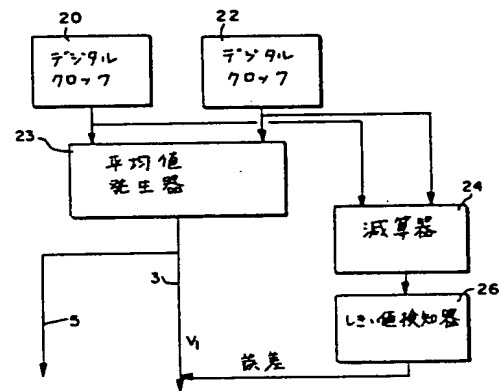 20
22
デジタル
クロック
デジタル
クロック
23
平均値
発生器
24
減算器
26
しきい値検知器
3
5
V1
誤差